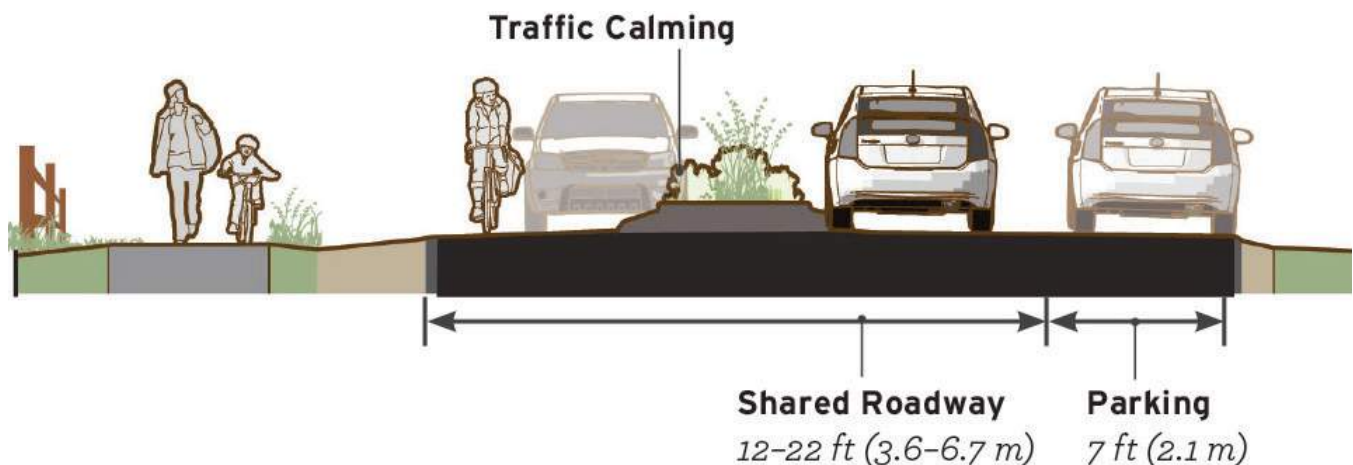 Traffic Calming
Shared Roadway
12–22 ft (3.6–6.7 m)
Parking
7 ft (2.1 m)